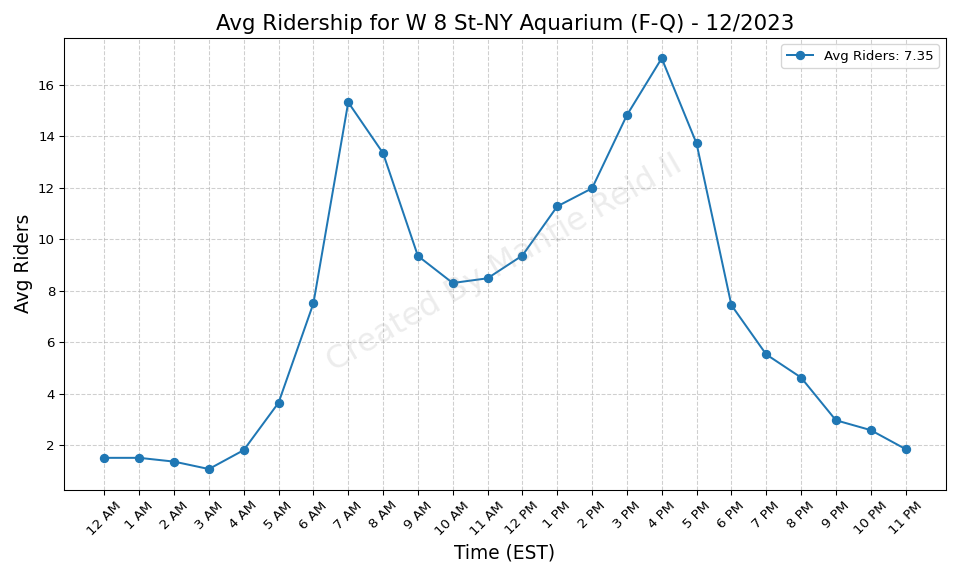 Avg Ridership for W 8 St-NY Aquarium (F-Q) - 12/2023
Avg Riders: 7.35
16
14
12
10
8
6
4
2
Avg Riders
Created By Mantie Reid II
12 AM
1 AM
2 AM
3 AM
4 AM
5 AM
6 AM
7 AM
8 AM
9 AM
10 AM
11 AM
12 PM
1 PM
2 PM
3 PM
4 PM
5 PM
6 PM
7 PM
8 PM
9 PM
10 PM
11 PM
Time (EST)